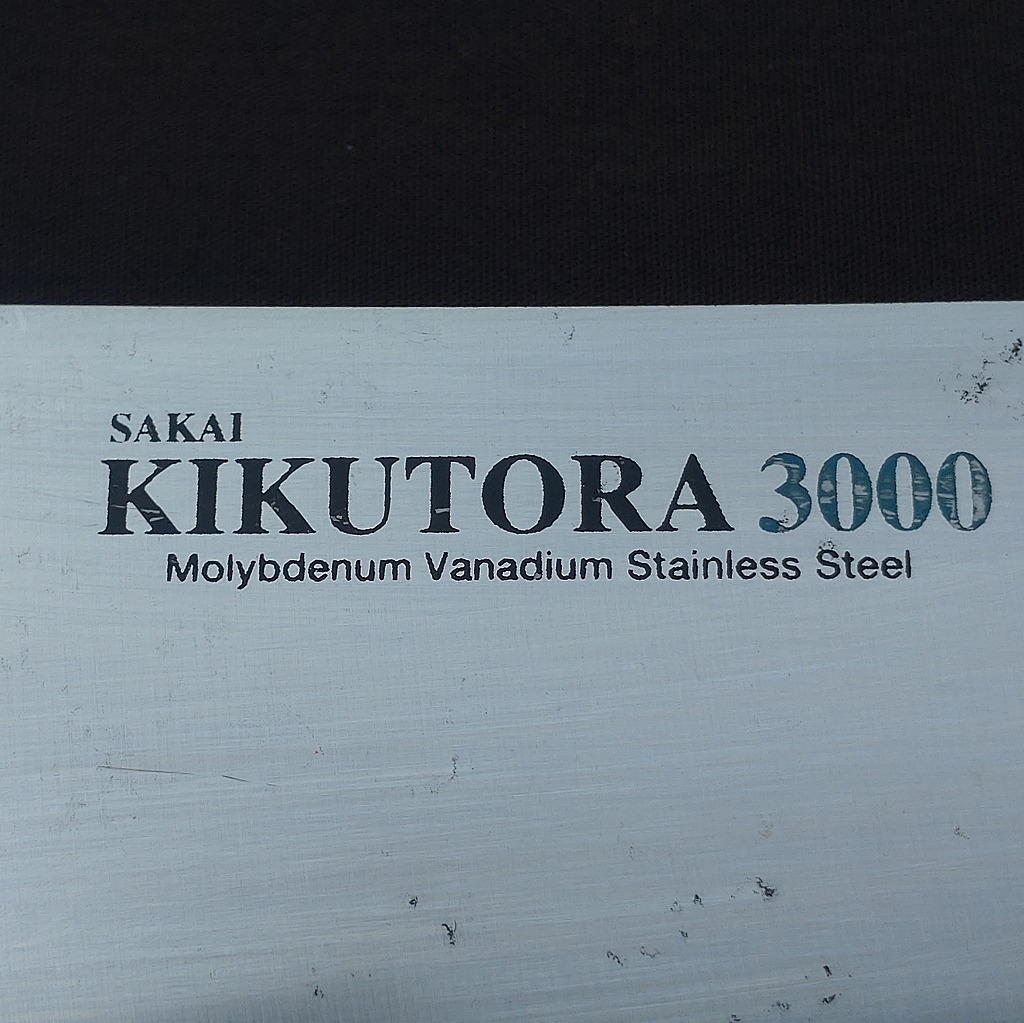 SAKAI
KIKUTORA 3000
Molybdenum Vanadium Stainless Steel